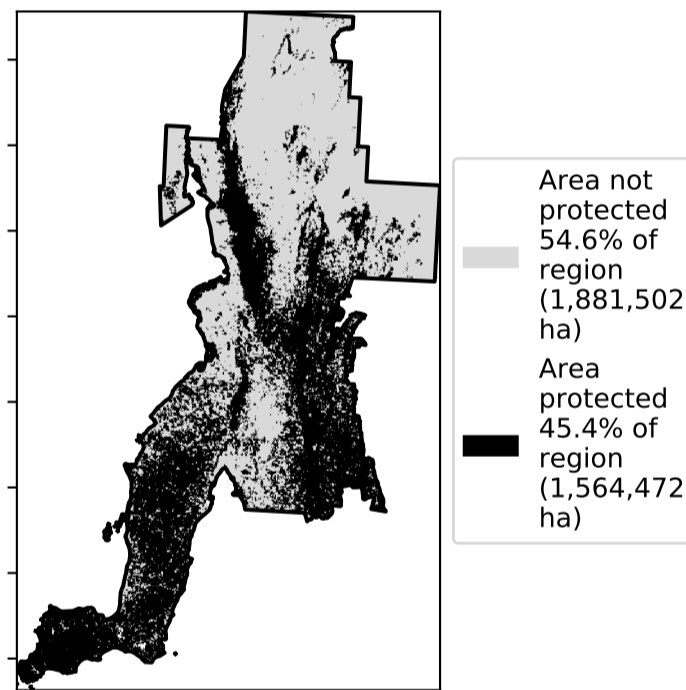 Area not
protected
54.6% of
region
(1,881,502
ha)
Area
protected
45.4% of
region
(1,564,472
ha)